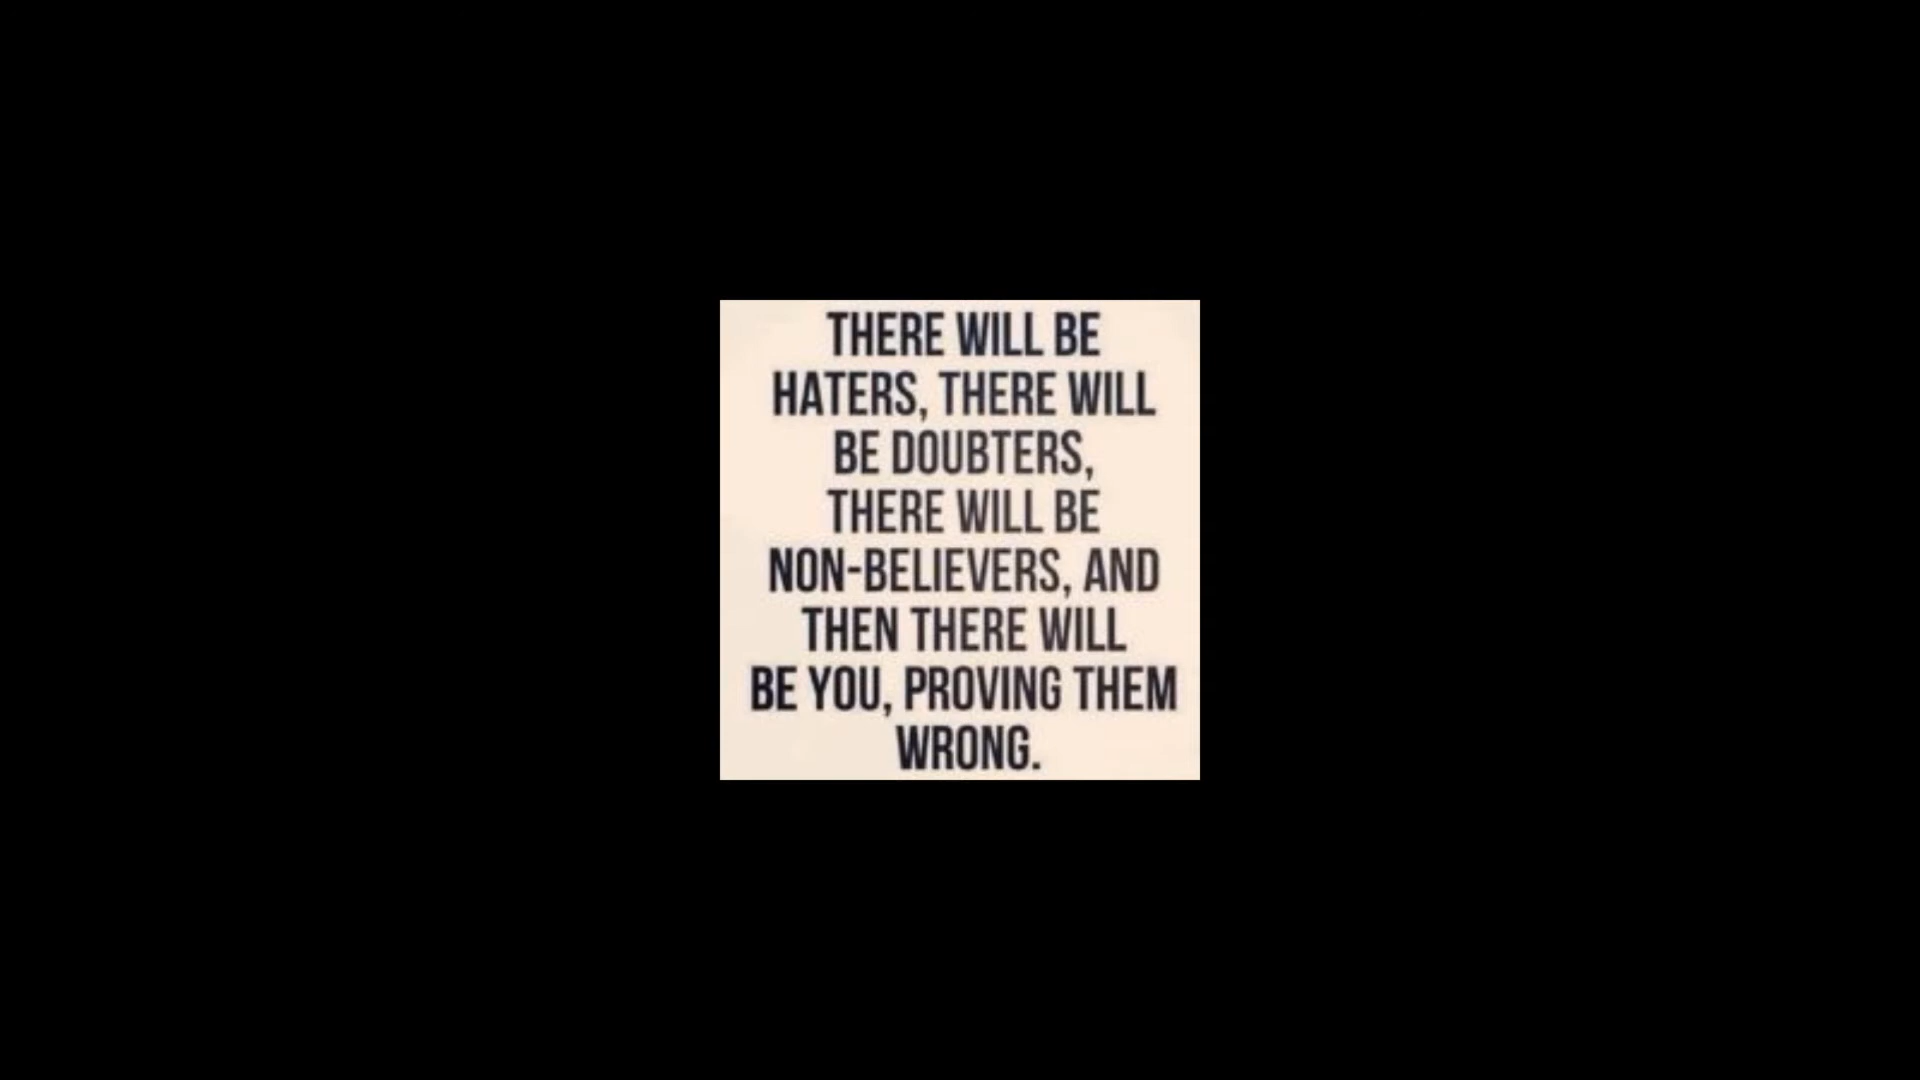 THERE WILL BE
HATERS, THERE WILL
BE DOUBTERS,
THERE WILL BE
NON-BELIEVERS, AND
THEN THERE WILL
BE YOU, PROVING THEM
WRONG.